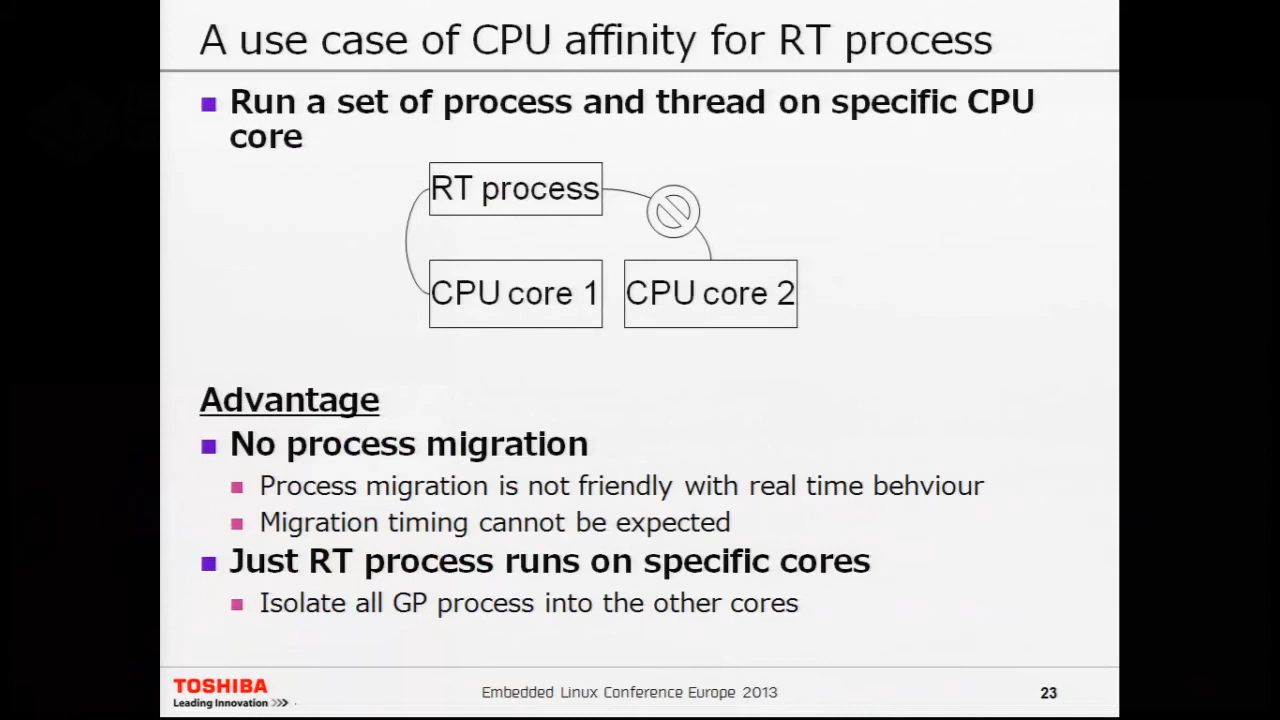 A use case of CPU affinity for RT process
Run a set of process and thread on specific CPU
core
RT process
CPU core 1
CPU core 2
Advantage
No process migration
Process migration is not friendly with real time behviour
Migration timing cannot be expected
Just RT process runs on specific cores
Isolate all GP process into the other cores
TOSHIBA
Leading Innovation >>>
Embedded Linux Conference Europe 2013
23